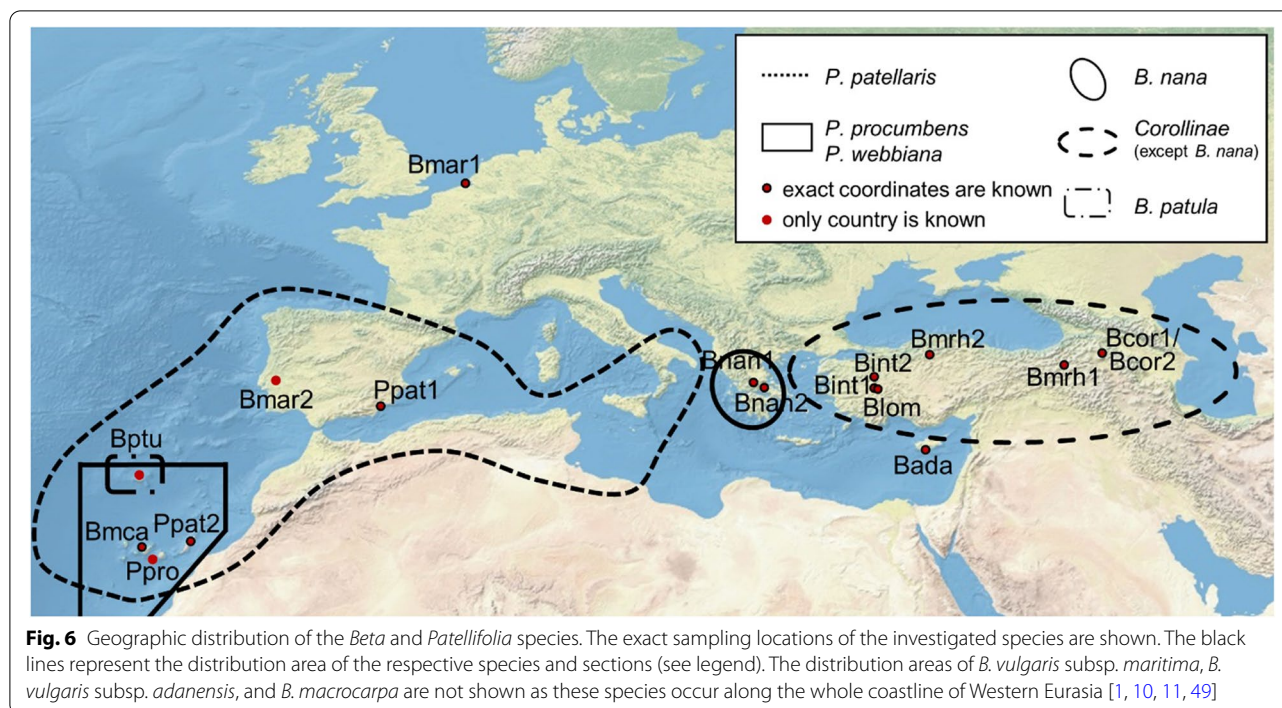 P. patellaris
B. nana
P. procumbens
P. webbiana
Corollinae
(except B. nana)
exact coordinates are known
only country is known
B. patula
Bmar1
Bmrh2
Bcor1/
Bcor2
Bnan1
Bint2
Bmrh1
Bint1
Bmar2
Ppat1
Bnan2
Blom
Bptu
Bada
Bmca
Ppat2
Ppro
Fig. 6 Geographic distribution of the Beta and Patellifolia species. The exact sampling locations of the investigated species are shown. The black
lines represent the distribution area of the respective species and sections (see legend). The distribution areas of B. vulgaris subsp. maritima, B.
vulgaris subsp. adanensis, and B. macrocarpa are not shown as these species occur along the whole coastline of Western Eurasia [1, 10, 11, 49]